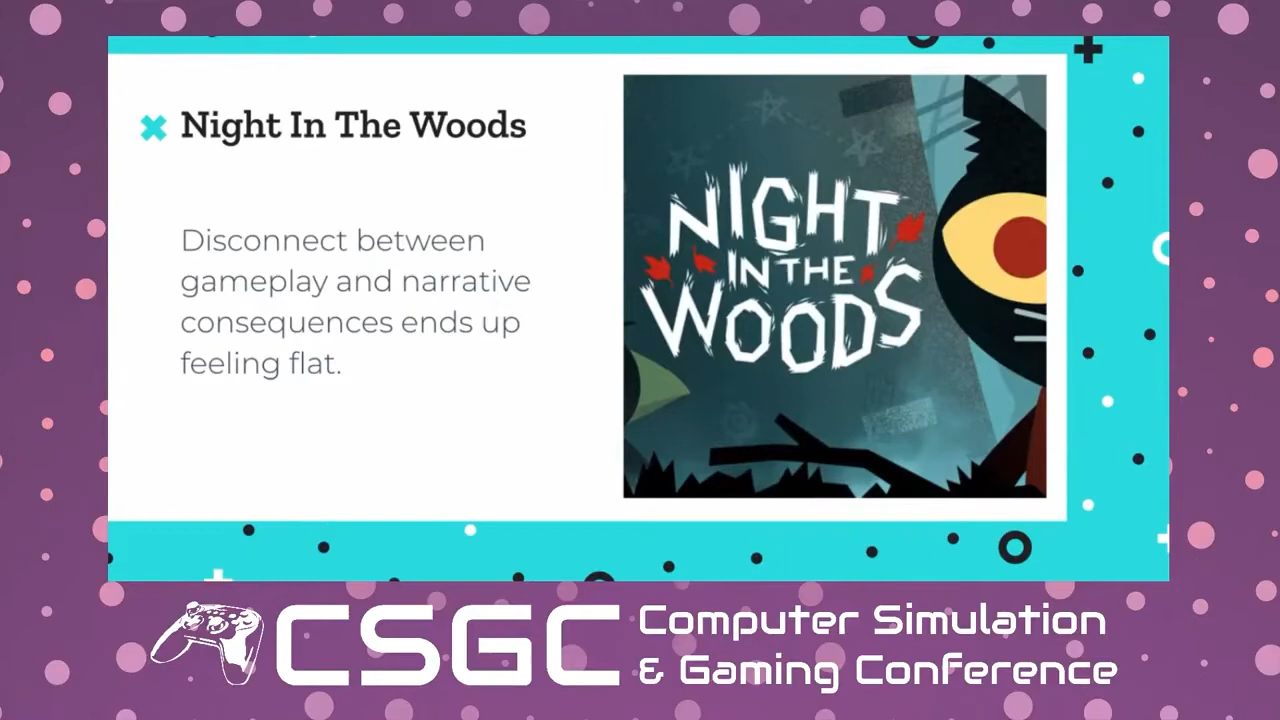 Night In The Woods
Disconnect between
gameplay and narrative
consequences ends up
feeling flat.
NIGHT
IN THE
WOODS
CSGC
Computer Simulation
& Gaming Conference